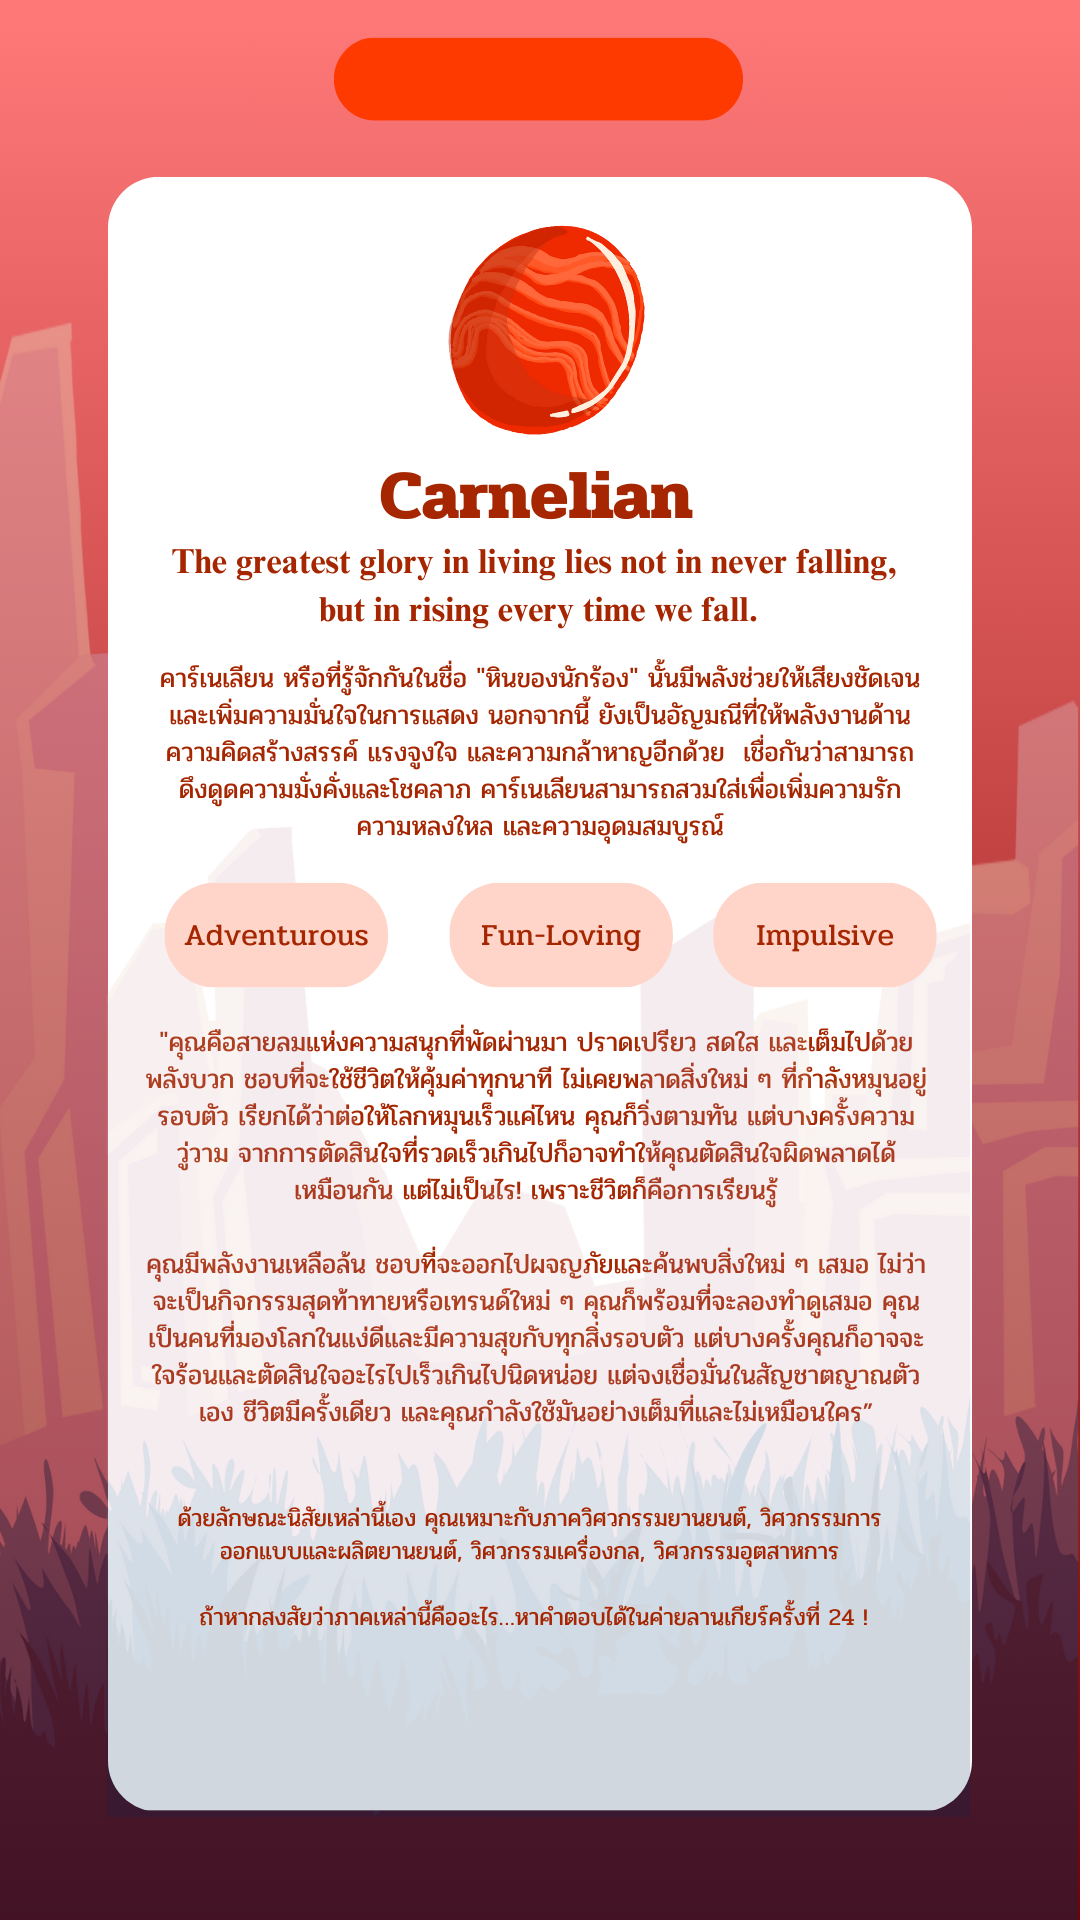 Carnelian
The greatest glory in living lies not in never falling,
but in rising every time we fall.
คาร์เนเลียน หรือที่รู้จักกันในชื่อ "หินของนักร้อง" นั้นมีพลังช่วยให้เสียงชัดเจน
และเพิ่มความมั่นใจในการแสดง นอกจากนี้ ยังเป็นอัญมณีที่ให้พลังงานด้าน
ความคิดสร้างสรรค์ แรงจูงใจ และความกล้าหาญอีกด้วย เชื่อกันว่าสามารถ
ดึงดูดความมั่งคั่งและโชคลาภ คาร์เนเลียนสามารถสวมใส่เพื่อเพิ่มความรัก
ความหลงใหล และความอุดมสมบูรณ์
Adventurous Fun-Loving Impulsive
"คุณคือสายลมแห่งความสนุกที่พัดผ่านมา ปราดเปรียว สดใส และเต็มไปด้วย
พลังบวก ชอบที่จะใช้ชีวิตให้คุ้มค่าทุกนาที ไม่เคยพลาดสิ่งใหม่ ๆ ที่กำลังหมุนอยู่
รอบตัว เรียกได้ว่าต่อให้โลกหมุนเร็วแค่ไหน คุณก็วิ่งตามทัน แต่บางครั้งความ
วู่วาม จากการตัดสินใจที่รวดเร็วเกินไปก็อาจทำให้คุณตัดสินใจผิดพลาดได้
เหมือนกัน แต่ไม่เป็นไร! เพราะชีวิตก็คือการเรียนรู้
คุณมีพลังงานเหลือล้น ชอบที่จะออกไปผจญภัยและค้นพบสิ่งใหม่ ๆ เสมอ ไม่ว่า
จะเป็นกิจกรรมสุดท้าทายหรือเทรนด์ใหม่ ๆ คุณก็พร้อมที่จะลองทำดูเสมอ คุณ
เป็นคนที่มองโลกในแง่ดีและมีความสุขกับทุกสิ่งรอบตัว แต่บางครั้งคุณก็อาจจะ
ใจร้อนและตัดสินใจอะไรไปเร็วเกินไปนิดหน่อย แต่จงเชื่อมั่นในสัญชาตญาณตัว
เอง ชีวิตมีครั้งเดียว และคุณกำลังใช้มันอย่างเต็มที่และไม่เหมือนใคร”
ด้วยลักษณะนิสัยเหล่านี้เอง คุณเหมาะกับภาควิศวกรรมยานยนต์, วิศวกรรมการ
ออกแบบและผลิตยานยนต์, วิศวกรรมเครื่องกล, วิศวกรรมอุตสาหการ
ถ้าหากสงสัยว่าภาคเหล่านี้คืออะไร...หาคำตอบได้ในค่ายลานเกียร์ครั้งที่ 24 !